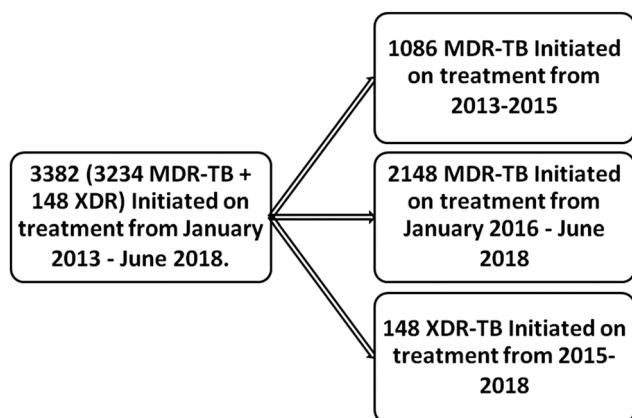 3382 (3234 MDR-TB +
148 XDR) Initiated on
treatment from January
2013 - June 2018.
1086 MDR-TB Initiated
on treatment from
2013-2015
2148 MDR-TB Initiated
on treatment from
January 2016 - June
2018
148 XDR-TB Initiated on
treatment from 2015-
2018